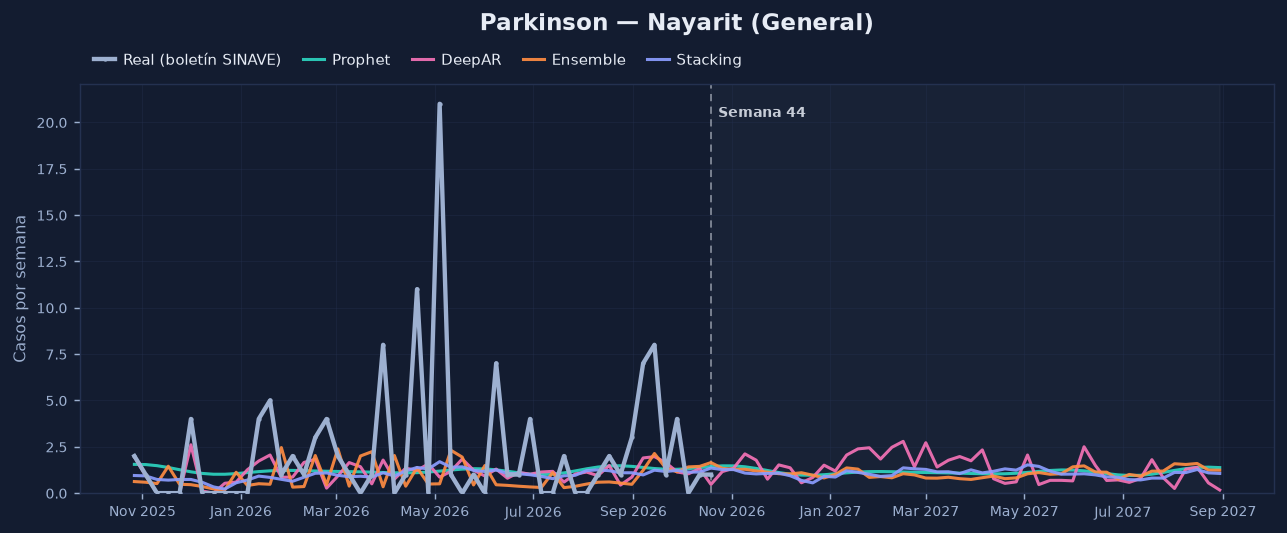 Parkinson — Nayarit (General)
Real (boletín SINAVE) Prophet DeepAR Ensemble Stacking
Semana 44
Casos por semana
20.0
17.5
15.0
12.5
10.0
7.5
5.0
2.5
0.0
Nov 2025 Jan 2026 Mar 2026 May 2026 Jul 2026 Sep 2026 Nov 2026 Jan 2027 Mar 2027 May 2027 Jul 2027 Sep 2027